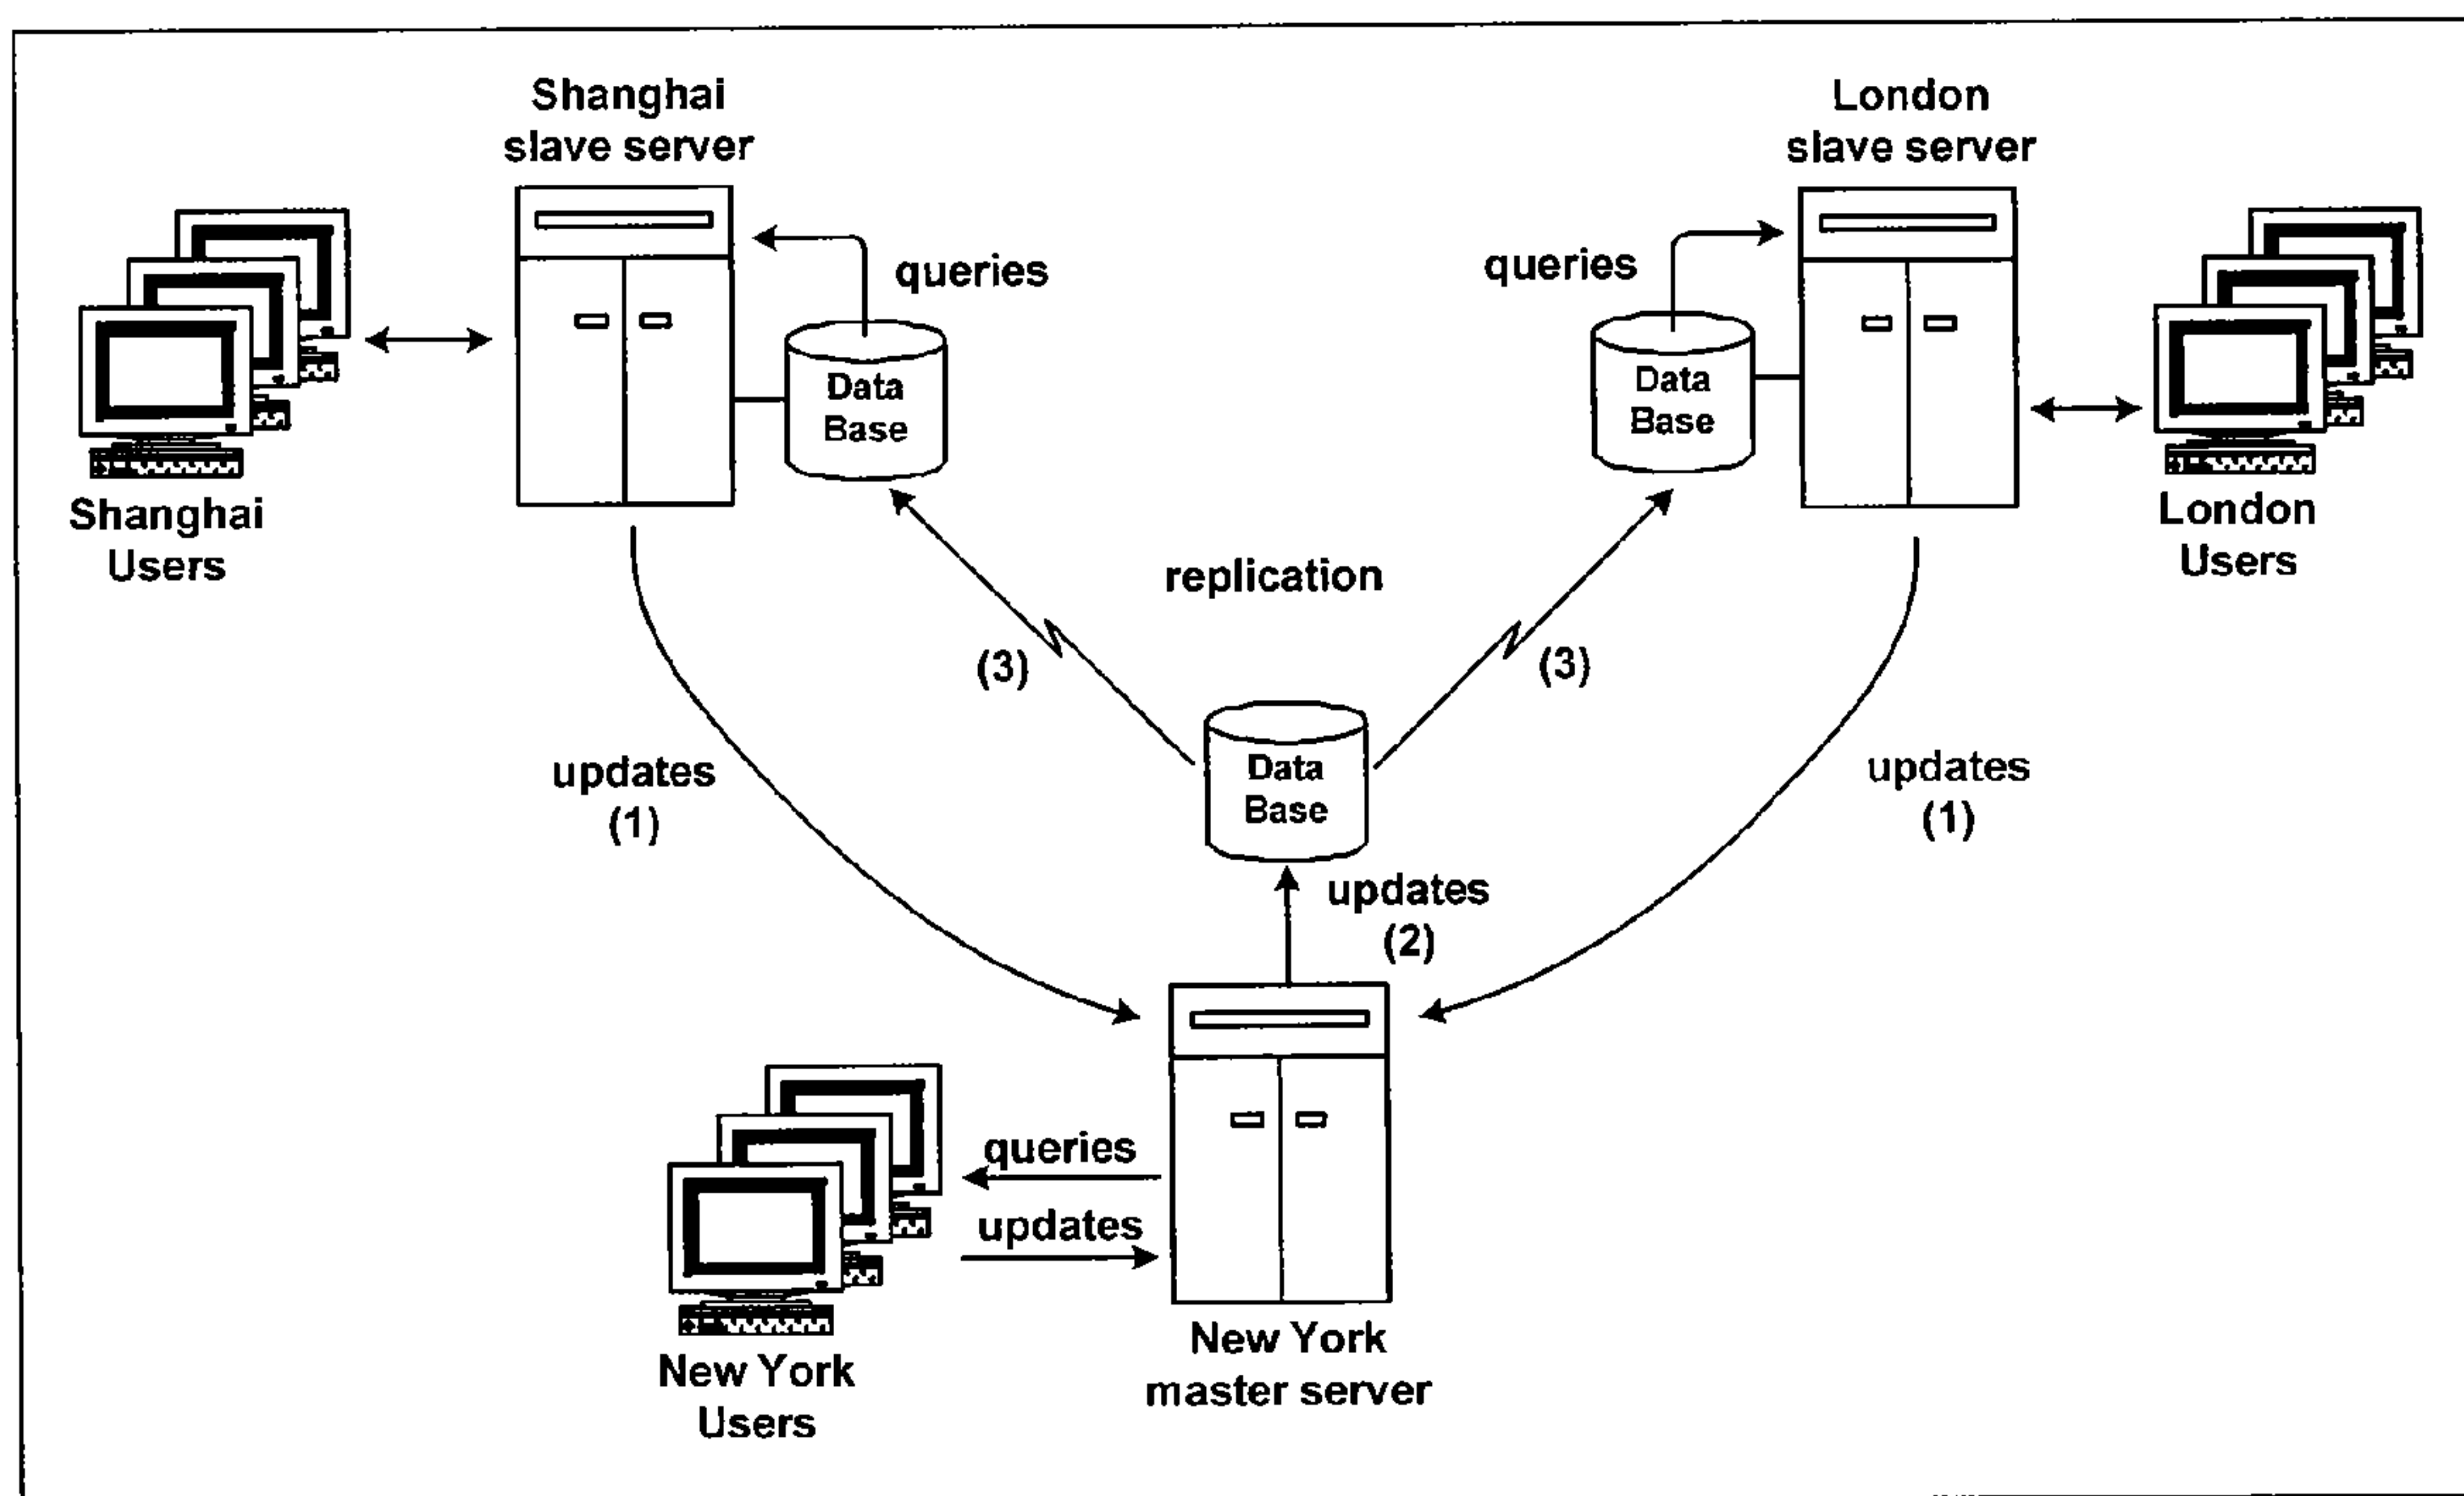 Shanghai
slave server
London
slave server
queries
queries
Data
Base
Data
Base
Shanghai
Users
London
Users
replication
(3)
(3)
updates
(1)
Data
Base
updates
(1)
updates
(2)
queries
updates
New York
Users
New York
master server